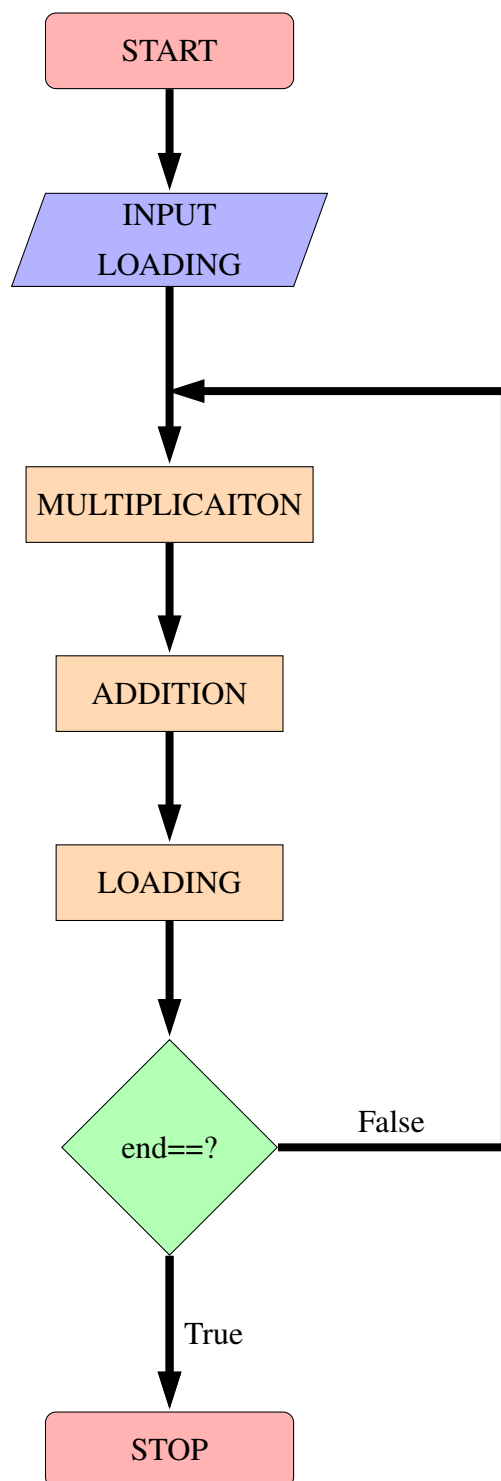 START
INPUT
LOADING
MULTIPLICAITON
ADDITION
LOADING
end==?
False
True
STOP